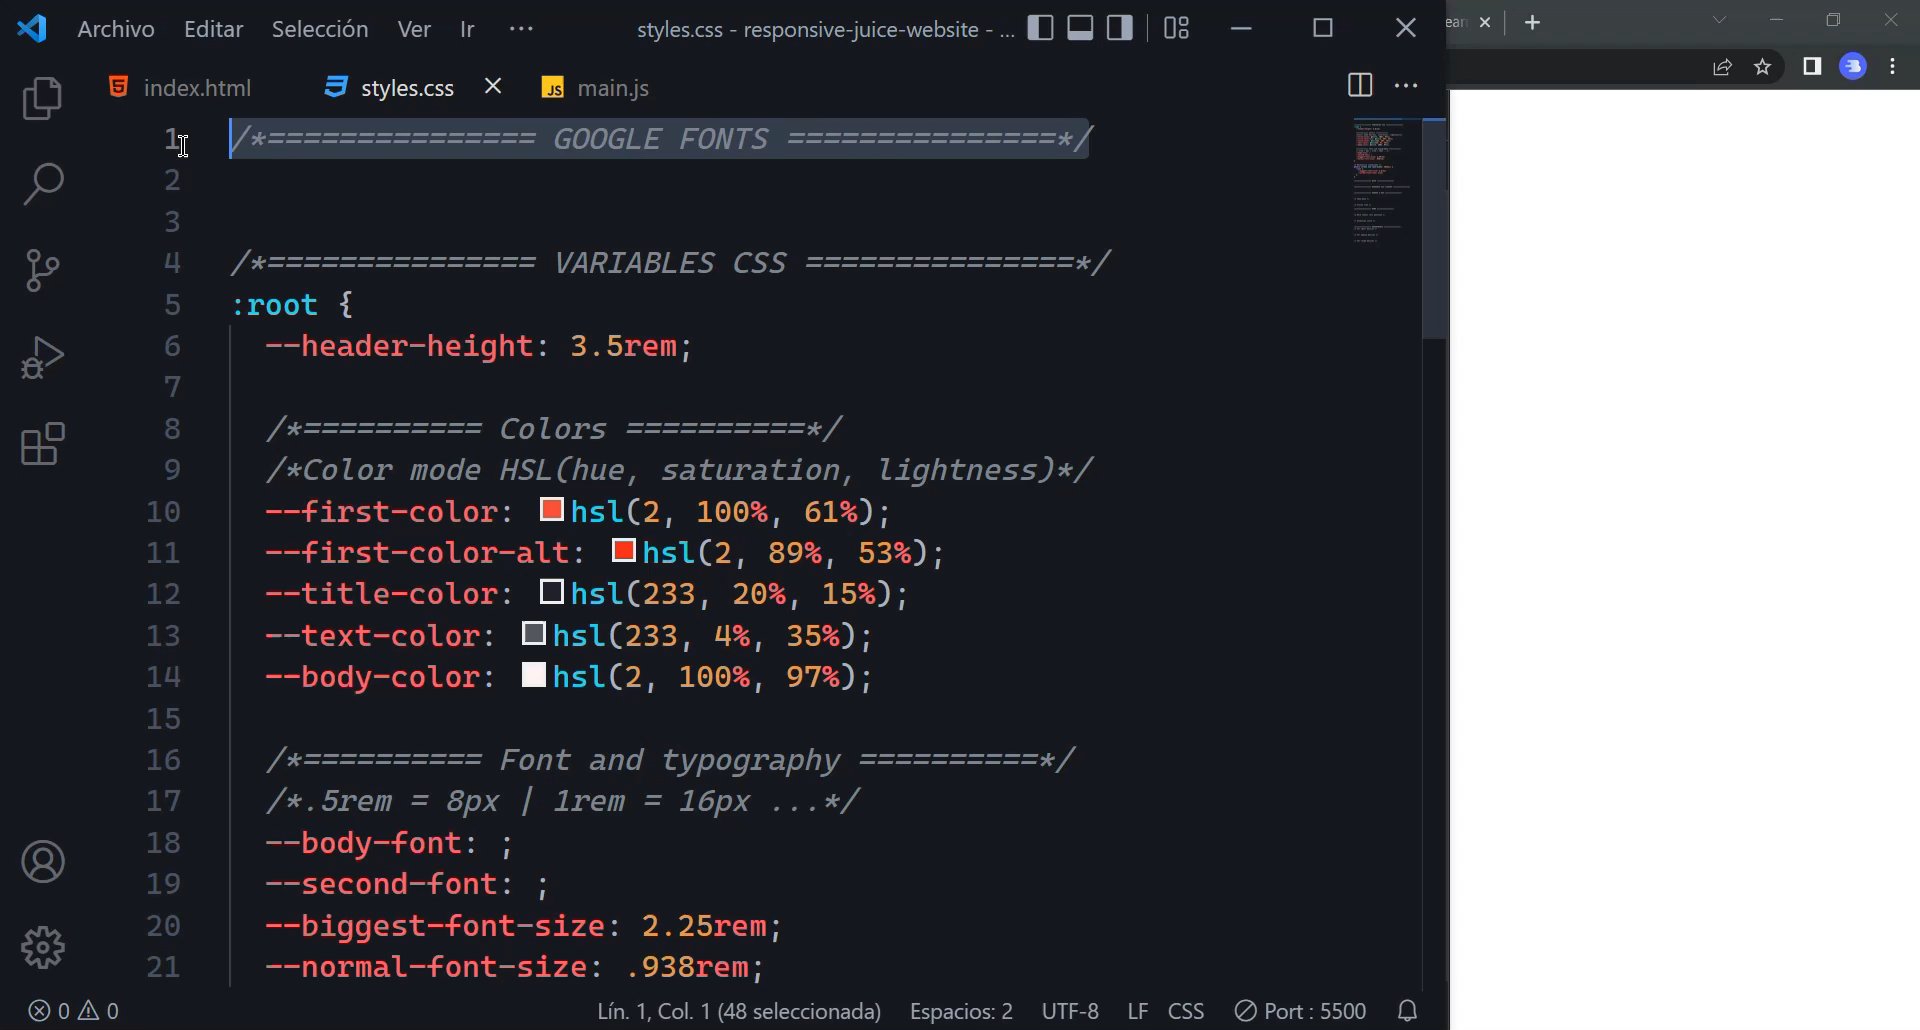 Archivo Editar Selección Ver Ir ··· styles.css - responsive-juice-website - ...
index.html styles.css main.js
1 /*=============== GOOGLE FONTS ===============*/
2
3
4 /*=============== VARIABLES CSS ===============*/
5 :root {
6 --header-height: 3.5rem;
7
8 /*========== Colors ==========*/
9 /*Color mode HSL(hue, saturation, lightness)*/
10 --first-color: hsl(2, 100%, 61%);
11 --first-color-alt: hsl(2, 89%, 53%);
12 --title-color: hsl(233, 20%, 15%);
13 --text-color: hsl(233, 4%, 35%);
14 --body-color: hsl(2, 100%, 97%);
15
16 /*========== Font and typography ==========*/
17 /*.5rem = 8px | 1rem = 16px ...*/
18 --body-font: ;
19 --second-font: ;
20 --biggest-font-size: 2.25rem;
21 --normal-font-size: .938rem;
0 0 Lín. 1, Col. 1 (48 seleccionada) Espacios: 2 UTF-8 LF CSS Port : 5500